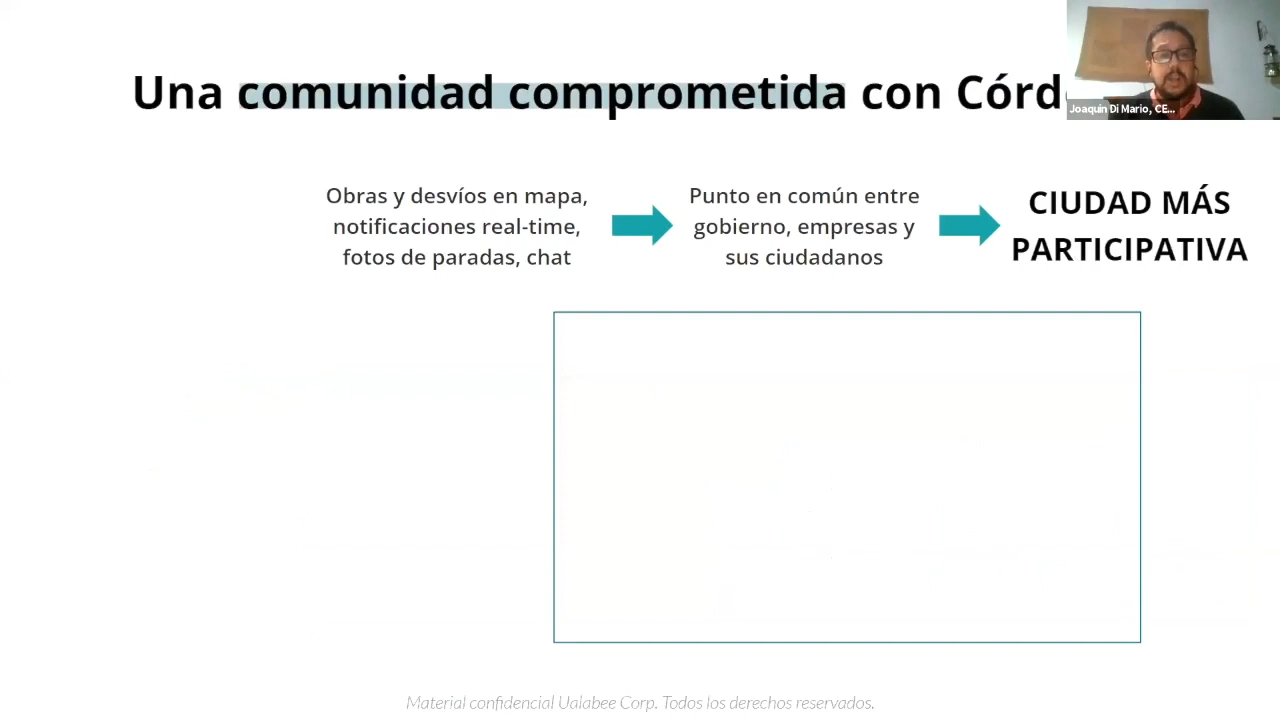 Una comunidad comprometida con Córd
Joaquin Di Mario, CE...
Obras y desvíos en mapa,
notificaciones real-time,
fotos de paradas, chat
Punto en común entre
gobierno, empresas y
sus ciudadanos
CIUDAD MÁS
PARTICIPATIVA
Material confidencial Ualabee Corp. Todos los derechos reservados.